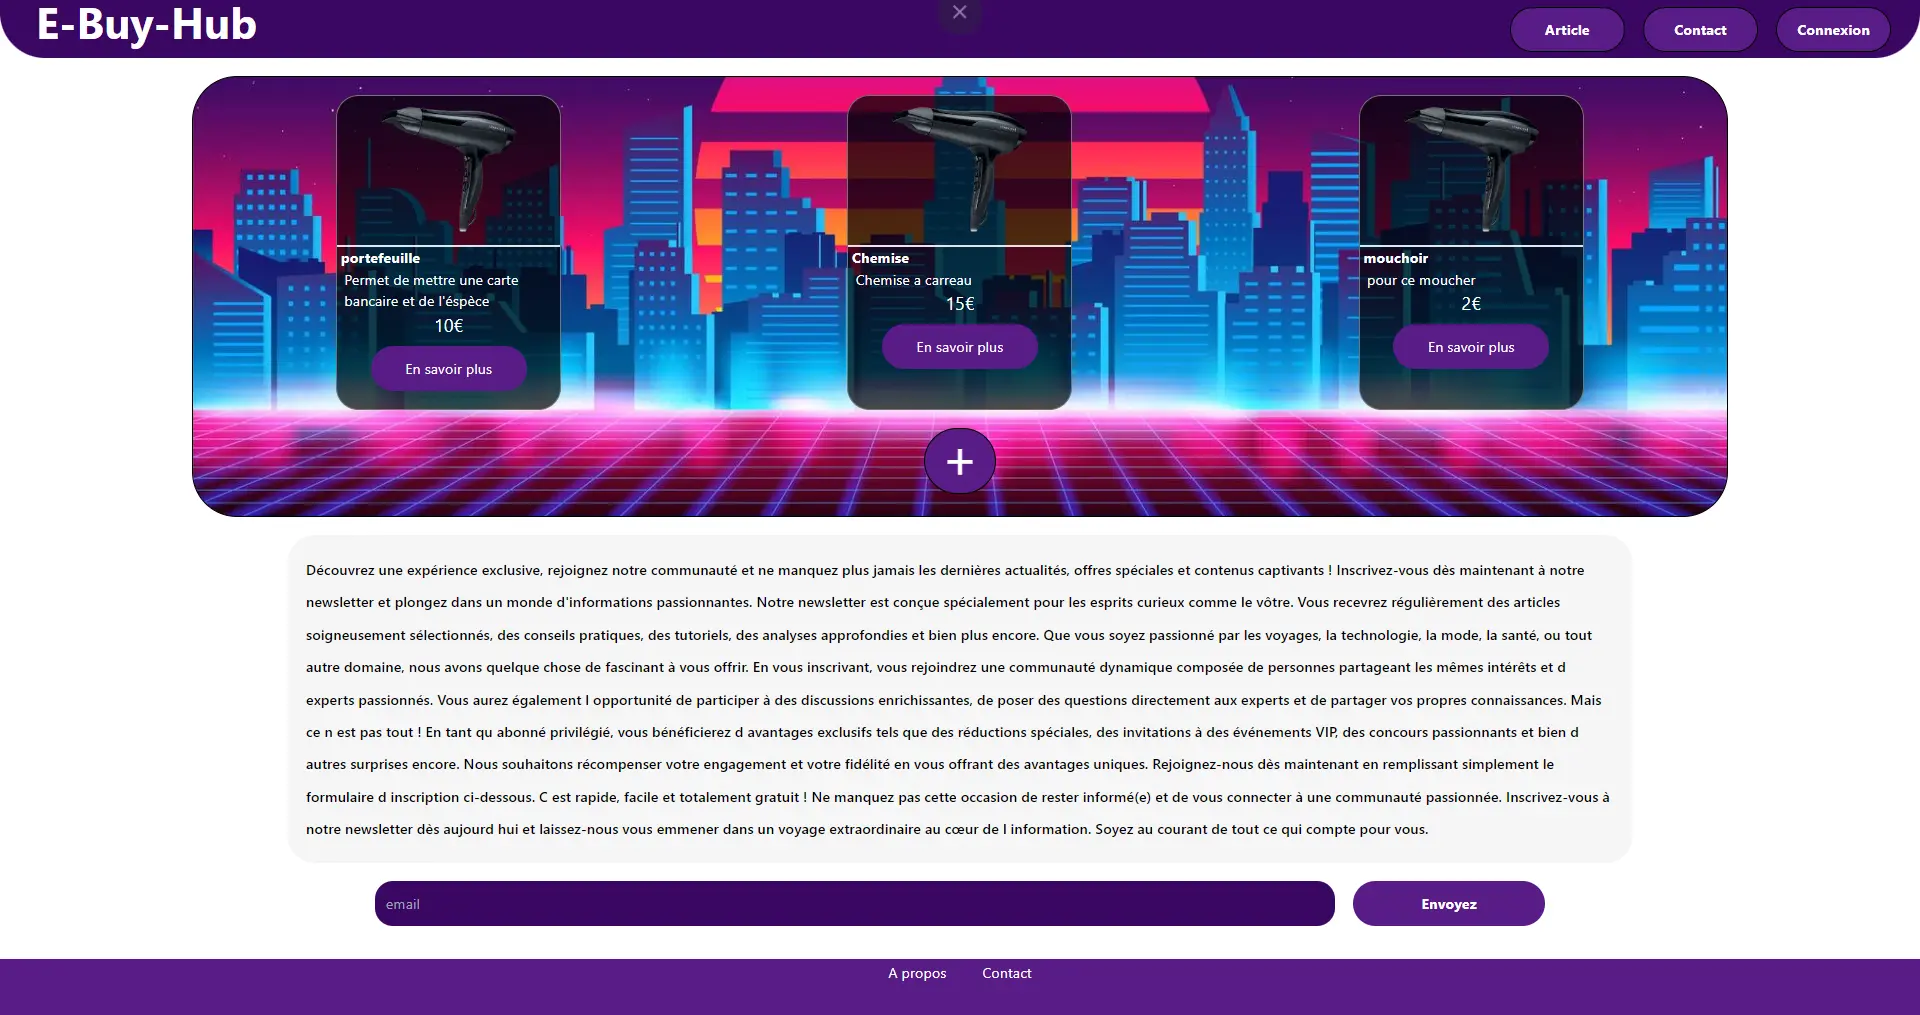 E-Buy-Hub
Article
Contact
Connexion
portefeuille
Permet de mettre une carte
bancaire et de l'éspèce
10€
En savoir plus
Chemise
Chemise a carreau
15€
En savoir plus
mouchoir
pour ce moucher
2€
En savoir plus
+
Découvrez une expérience exclusive, rejoignez notre communauté et ne manquez plus jamais les dernières actualités, offres spéciales et contenus captivants ! Inscrivez-vous dès maintenant à notre
newsletter et plongez dans un monde d'informations passionnantes. Notre newsletter est conçue spécialement pour les esprits curieux comme le vôtre. Vous recevrez régulièrement des articles
soigneusement sélectionnés, des conseils pratiques, des tutoriels, des analyses approfondies et bien plus encore. Que vous soyez passionné par les voyages, la technologie, la mode, la santé, ou tout
autre domaine, nous avons quelque chose de fascinant à vous offrir. En vous inscrivant, vous rejoindrez une communauté dynamique composée de personnes partageant les mêmes intérêts et d
experts passionnés. Vous aurez également l opportunité de participer à des discussions enrichissantes, de poser des questions directement aux experts et de partager vos propres connaissances. Mais
ce n est pas tout ! En tant qu abonné privilégié, vous bénéficierez d avantages exclusifs tels que des réductions spéciales, des invitations à des événements VIP, des concours passionnants et bien d
autres surprises encore. Nous souhaitons récompenser votre engagement et votre fidélité en vous offrant des avantages uniques. Rejoignez-nous dès maintenant en remplissant simplement le
formulaire d inscription ci-dessous. C est rapide, facile et totalement gratuit ! Ne manquez pas cette occasion de rester informé(e) et de vous connecter à une communauté passionnée. Inscrivez-vous à
notre newsletter dès aujourd hui et laissez-nous vous emmener dans un voyage extraordinaire au cœur de l information. Soyez au courant de tout ce qui compte pour vous.
email
Envoyez
A propos
Contact